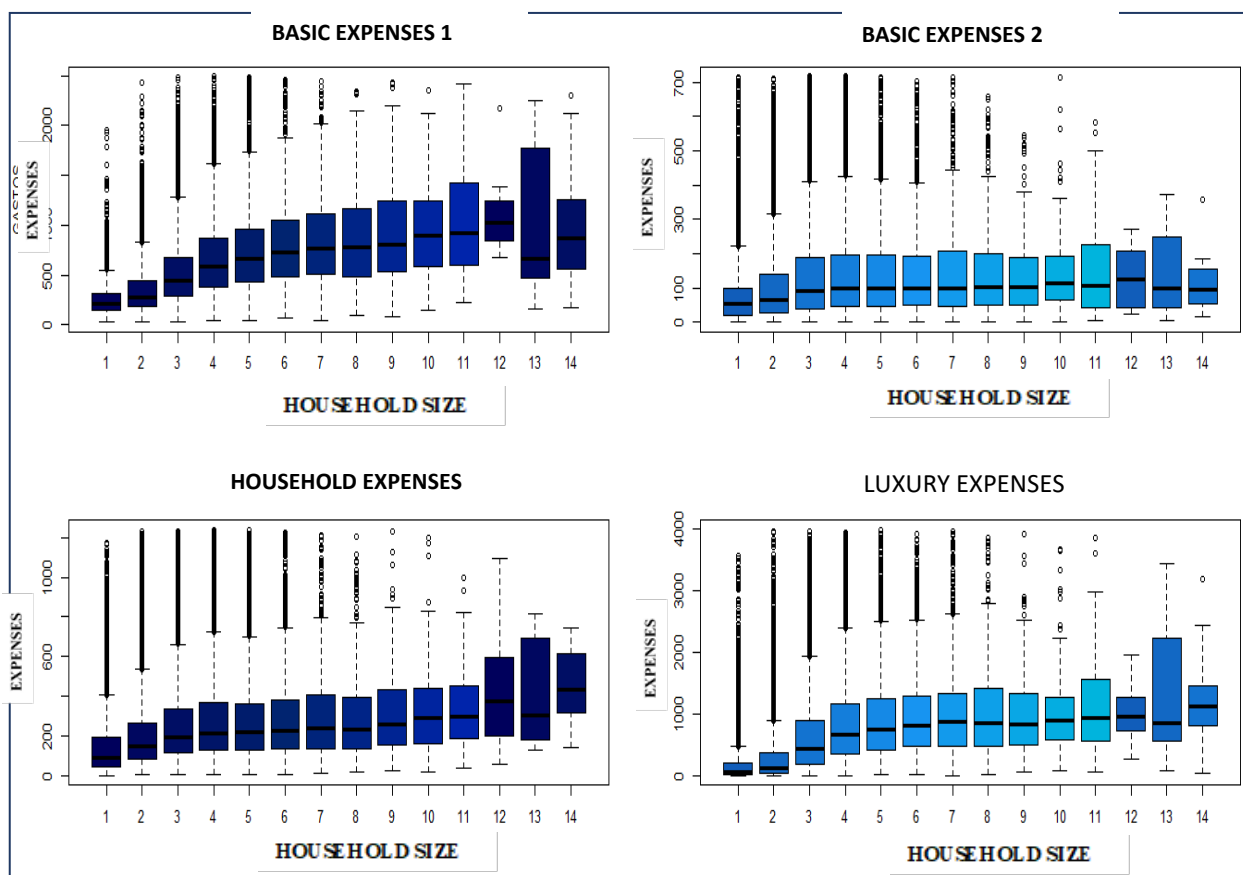 BASIC EXPENSES 1
EXPENSES
0
500
2000
1 2 3 4 5 6 7 8 9 10 11 12 13 14
HOUSEHOLD SIZE
BASIC EXPENSES 2
0
100
300
500
700
1 2 3 4 5 6 7 8 9 10 11 12 13 14
HOUSEHOLD SIZE
HOUSEHOLD EXPENSES
EXPENSES
0
200
600
1000
1 2 3 4 5 6 7 8 9 10 11 12 13 14
HOUSEHOLD SIZE
LUXURY EXPENSES
EXPENSES
0
1000
2000
3000
4000
1 2 3 4 5 6 7 8 9 10 11 12 13 14
HOUSEHOLD SIZE